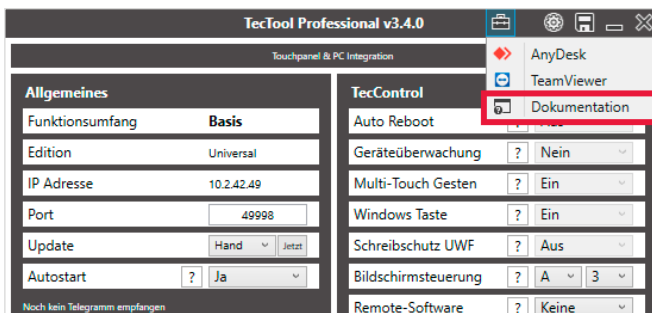 TecTool Professional v3.4.0
Touchpanel & PC Integration
AnyDesk
TeamViewer
Dokumentation
Allgemeines
Funktionsumfang Basis
Edition Universal
IP Adresse 10.2.42.49
Port 49998
Update Hand Jetzt
Autostart ? Ja
Noch kein Telegramm empfangen
TecControl
Auto Reboot ?
Geräteüberwachung ? Nein
Multi-Touch Gesten ? Ein
Windows Taste ? Ein
Schreibschutz UWF ? Aus
Bildschirmsteuerung ? A 3
Remote-Software ? Keine